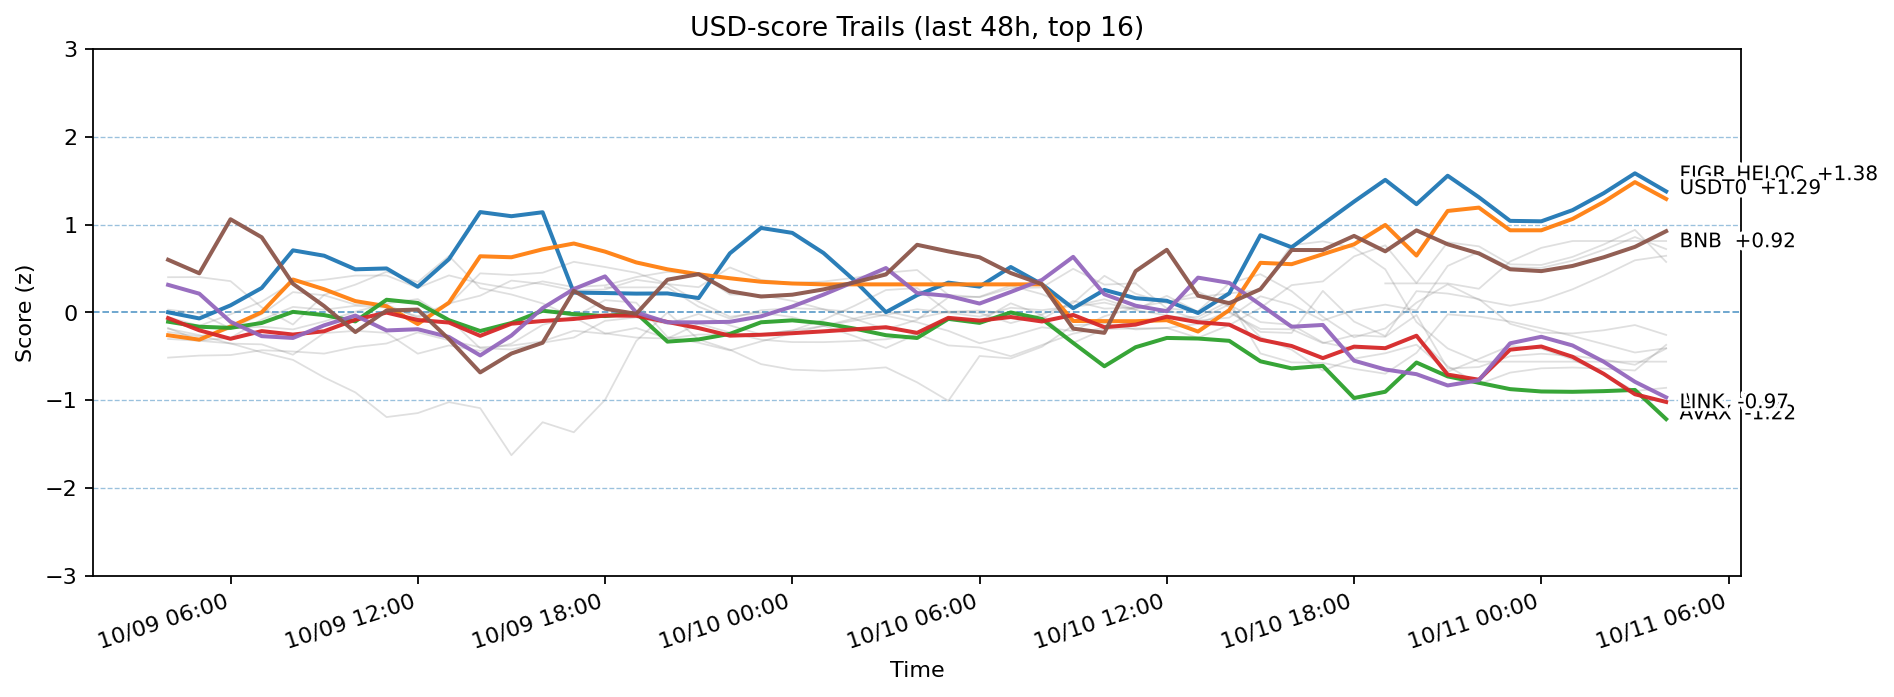 USD-score Trails (last 48h, top 16)
Score (z)
3
2
1
0
−1
−2
−3
FIGR_HELOC +1.38
USDT0 +1.29
BNB +0.92
LINK -0.97
AVAX -1.22
10/09 06:00
10/09 12:00
10/09 18:00
10/10 00:00
10/10 06:00
10/10 12:00
10/10 18:00
10/11 00:00
10/11 06:00
Time